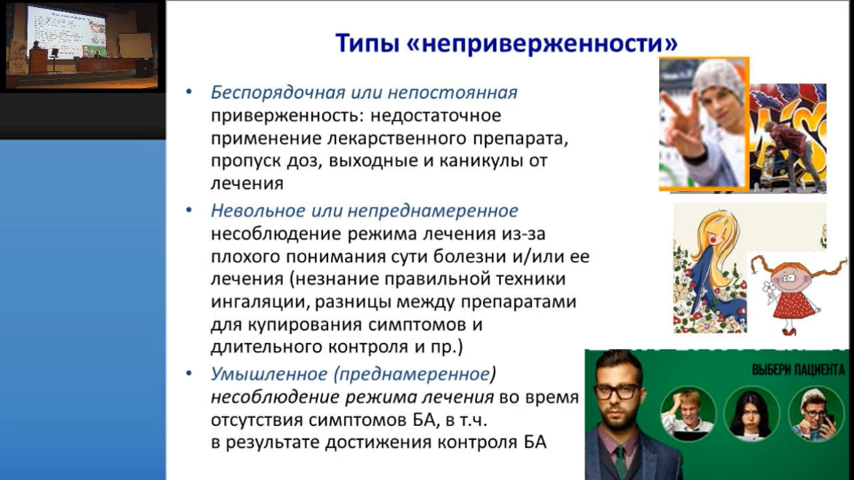 Типы «неприверженности»
• Беспорядочная или непостоянная
приверженность: недостаточное
применение лекарственного препарата,
пропуск доз, выходные и каникулы от
лечения
• Невольное или непреднамеренное
несоблюдение режима лечения из-за
плохого понимания сути болезни и/или ее
лечения (незнание правильной техники
ингаляции, разницы между препаратами
для купирования симптомов и
длительного контроля и пр.)
• Умышленное (преднамеренное)
несоблюдение режима лечения во время
отсутствия симптомов БА, в т.ч.
в результате достижения контроля БА
ВЫБЕРИ ПАЦИЕНТА